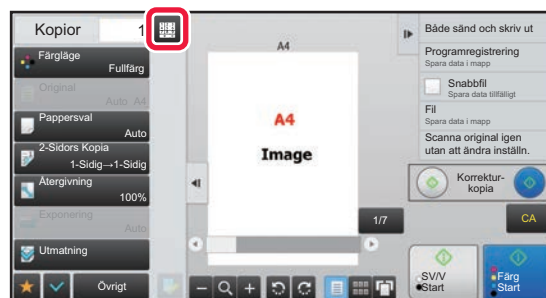 Kopior
1
Färgläge
Fullfärg
Original
Auto A4
Pappersval
Auto
2-Sidors Kopia
1-Sidig→1-Sidig
Återgivning
100%
Exponering
Auto
Utmatning
Övrigt
A4
A4
Image
1/7
Både sänd och skriv ut
Programregistrering
Spara data i mapp
Snabbfil
Spara data tillfälligt
Fil
Spara data i mapp
Scanna original igen
utan att ändra inställn.
Korrektur-
kopia
CA
SV/V
Start
Färg
Start